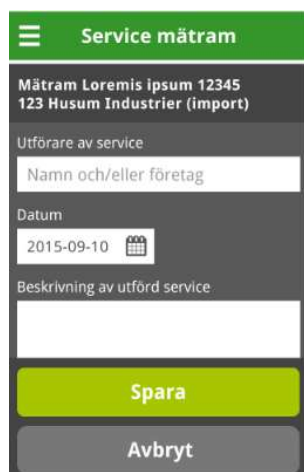 Service mätram
Mätram Loremis ipsum 12345
123 Husum Industrier (import)
Utförare av service
Namn och/eller företag
Datum
2015-09-10
Beskrivning av utförd service
Spara
Avbryt